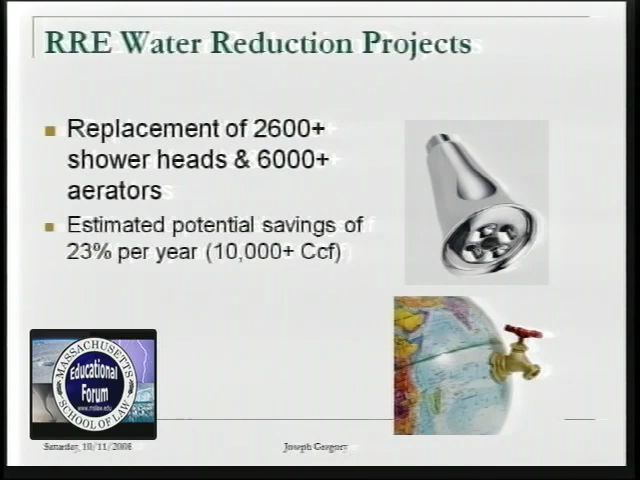 RRE Water Reduction Projects
Replacement of 2600+
shower heads & 6000+
aerators
Estimated potential savings of
23% per year (10,000+ Ccf)
MASSACHUSETTS
Educational
Forum
www.mslaw.edu
SCHOOL OF LAW
Saturday, 10/11/2008
Joseph Gregory